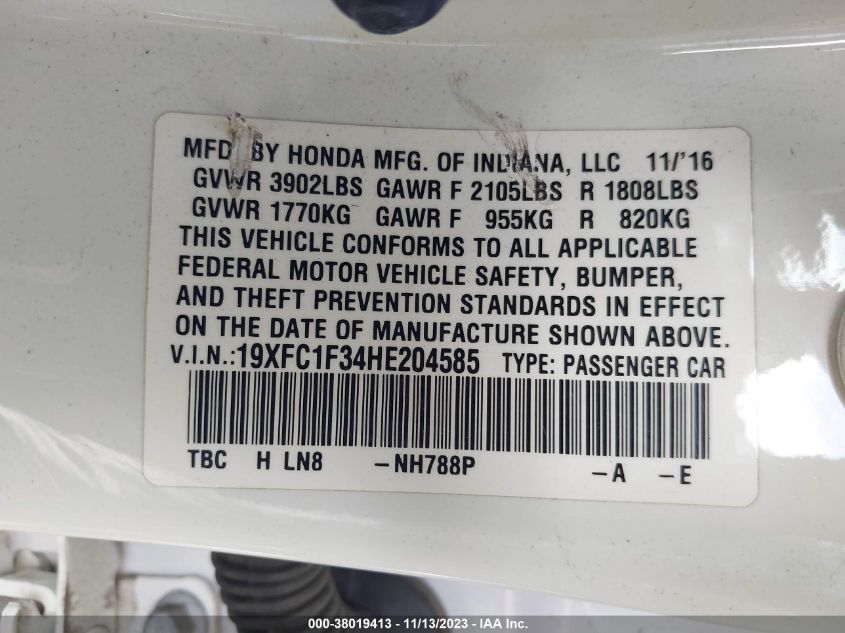 MFD. BY HONDA MFG. OF INDIANA, LLC 11/'16
GVWR 3902LBS GAWR F 2105LBS R 1808LBS
GVWR 1770KG GAWR F 955KG R 820KG
THIS VEHICLE CONFORMS TO ALL APPLICABLE
FEDERAL MOTOR VEHICLE SAFETY, BUMPER,
AND THEFT PREVENTION STANDARDS IN EFFECT
ON THE DATE OF MANUFACTURE SHOWN ABOVE.
V.I.N.:19XFC1F34HE204585 TYPE: PASSENGER CAR
TBC H LN8 -NH788P -A -E
000-38019413 - 11/13/2023 - IAA Inc.